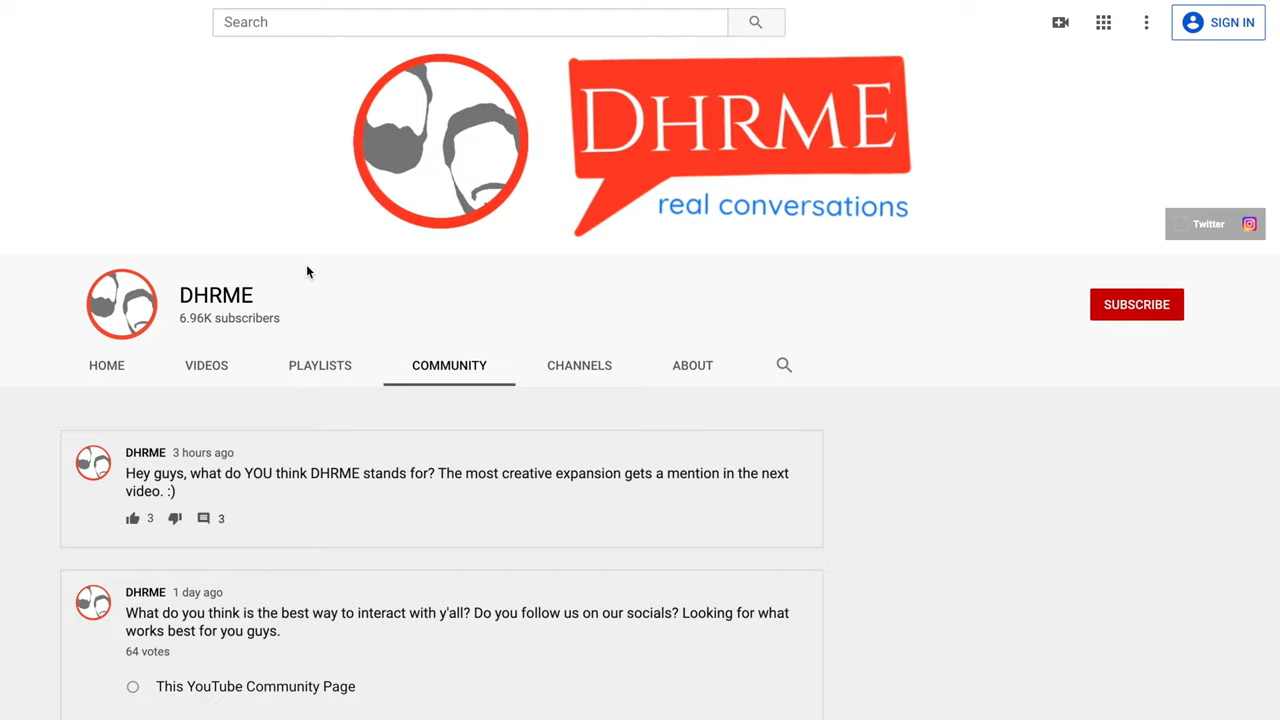 Search
SIGN IN
DHRME
real conversations
Twitter
DHRME
6.96K subscribers
SUBSCRIBE
HOME VIDEOS PLAYLISTS COMMUNITY CHANNELS ABOUT
DHRME 3 hours ago
Hey guys, what do YOU think DHRME stands for? The most creative expansion gets a mention in the next
video. :)
3 3
DHRME 1 day ago
What do you think is the best way to interact with y'all? Do you follow us on our socials? Looking for what
works best for you guys.
64 votes
This YouTube Community Page